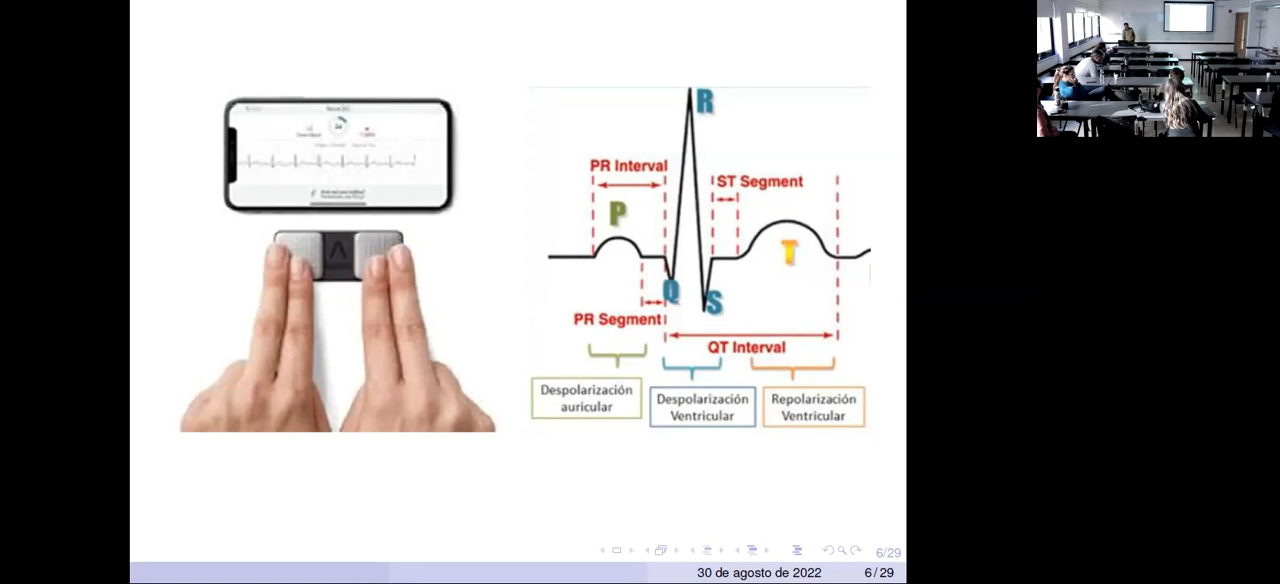 R
PR Interval
ST Segment
P
T
Q
S
PR Segment
QT Interval
Despolarización
auricular
Despolarización
Ventricular
Repolarización
Ventricular
6/29
30 de agosto de 2022
6 / 29